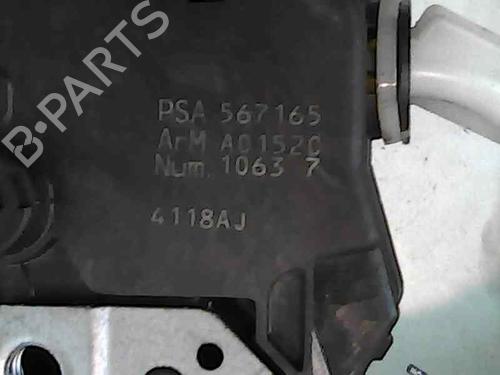 B-PARTS
PSA 567165
ArM A01520
Num. 1063 7
4118AJ